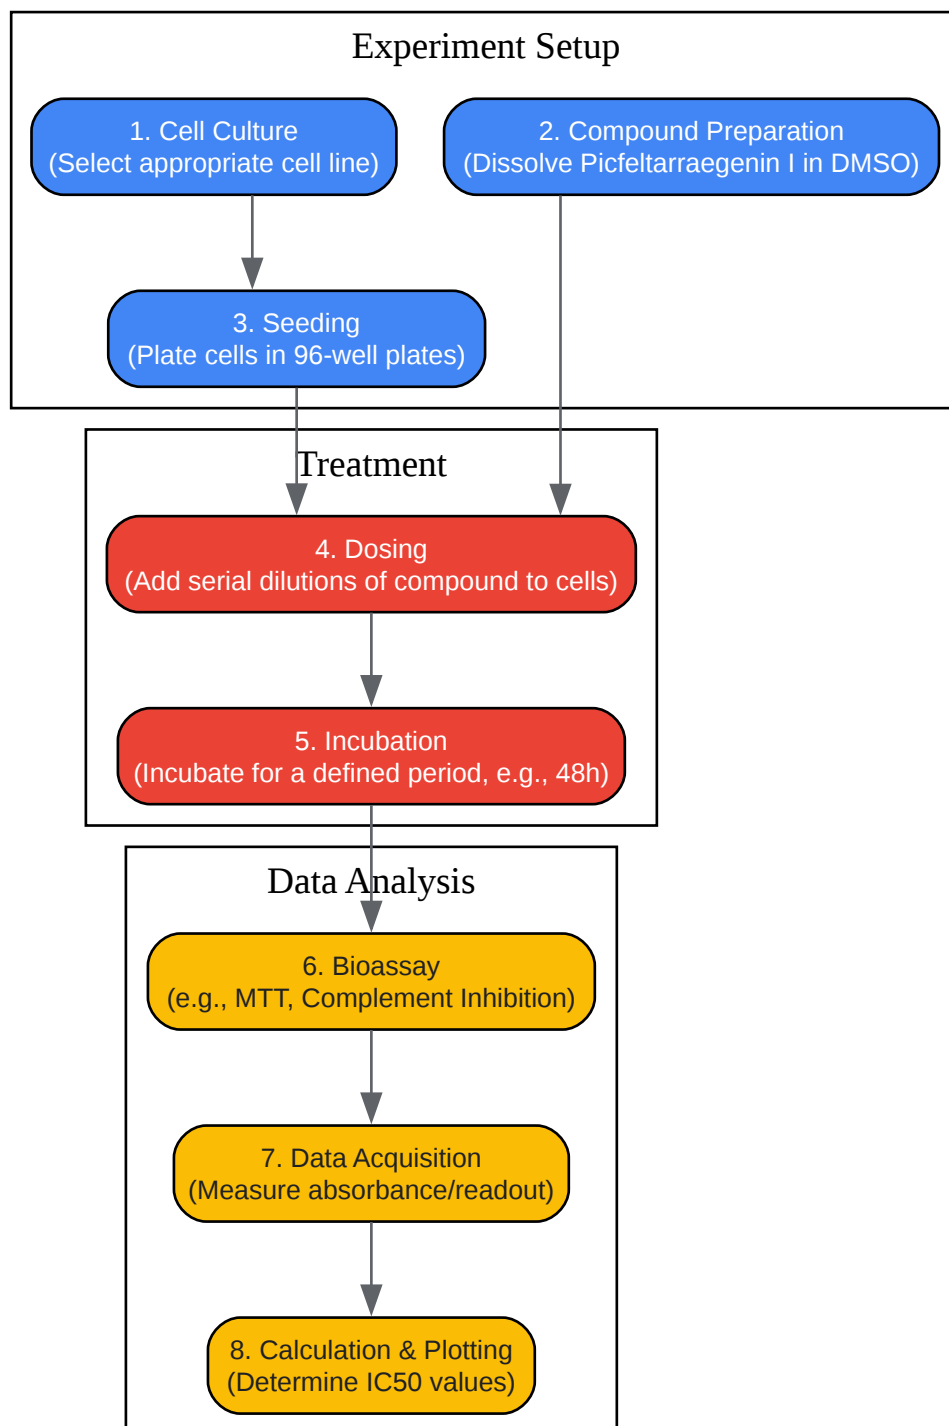 Experiment Setup
1. Cell Culture
(Select appropriate cell line)
2. Compound Preparation
(Dissolve Picfeltarraegenin I in DMSO)
3. Seeding
(Plate cells in 96-well plates)
Treatment
4. Dosing
(Add serial dilutions of compound to cells)
5. Incubation
(Incubate for a defined period, e.g., 48h)
Data Analysis
6. Bioassay
(e.g., MTT, Complement Inhibition)
7. Data Acquisition
(Measure absorbance/readout)
8. Calculation & Plotting
(Determine IC50 values)